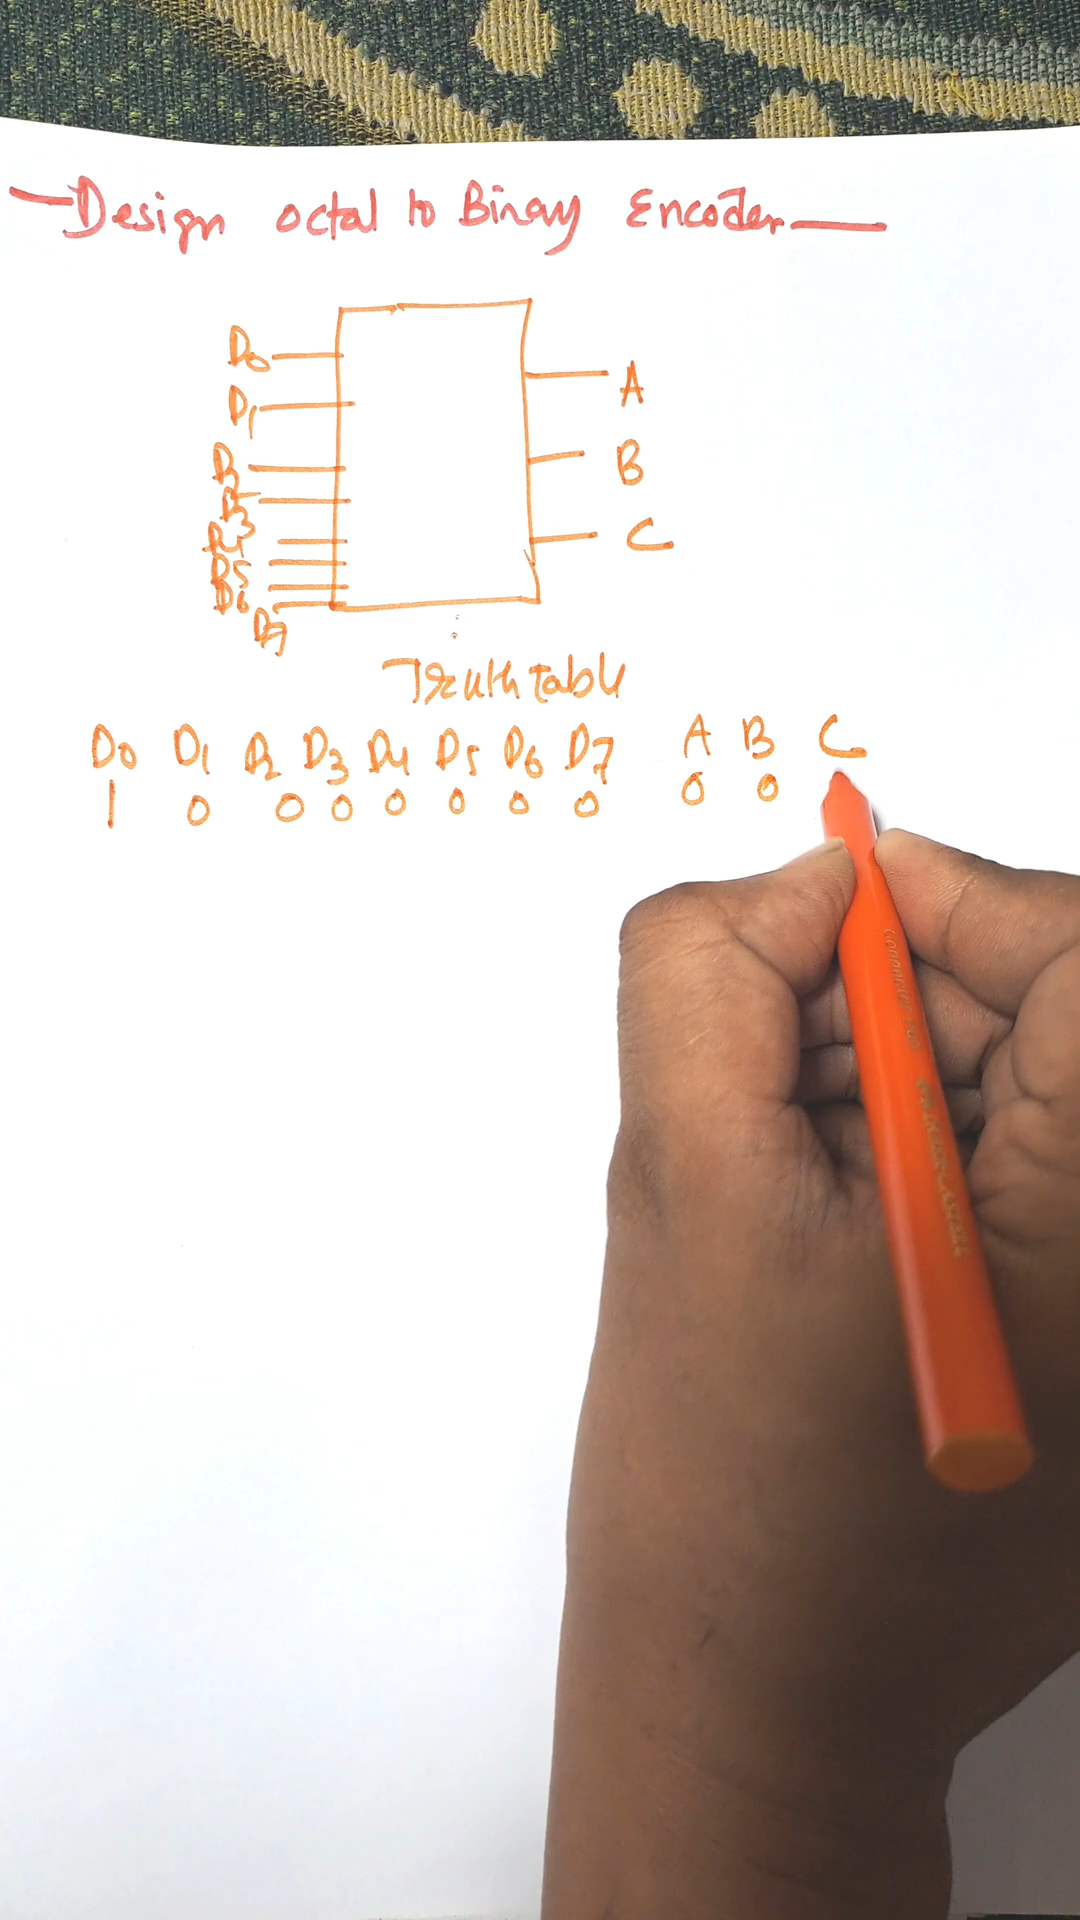 Design octal to Binary Encoder
D0
A
D1
B
D2
D3
C
D4
D5
D6
D7
Truth table
D0 D1 D2 D3 D4 D5 D6 D7 A B C
1 0 0 0 0 0 0 0 0 0